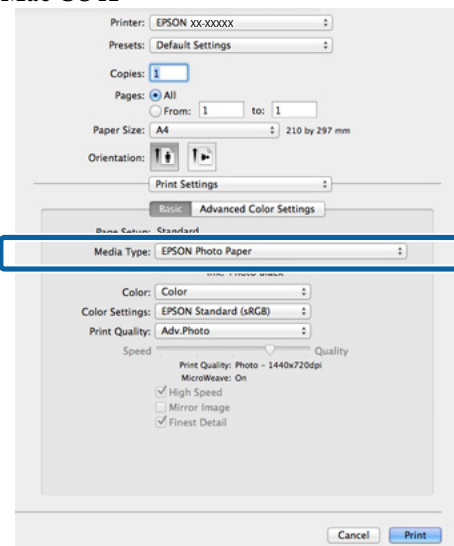 Printer: EPSON XX-XXXXX
Presets: Default Settings
Copies: 1
Pages: All
From: 1 to: 1
Paper Size: A4 210 by 297 mm
Orientation:
Print Settings
Basic Advanced Color Settings
Page Setup: Standard
Media Type: EPSON Photo Paper
Ink: Photo Black
Color: Color
Color Settings: EPSON Standard (sRGB)
Print Quality: Adv.Photo
Speed Quality
Print Quality: Photo - 1440x720dpi
MicroWeave: On
High Speed
Mirror Image
Finest Detail
Cancel Print